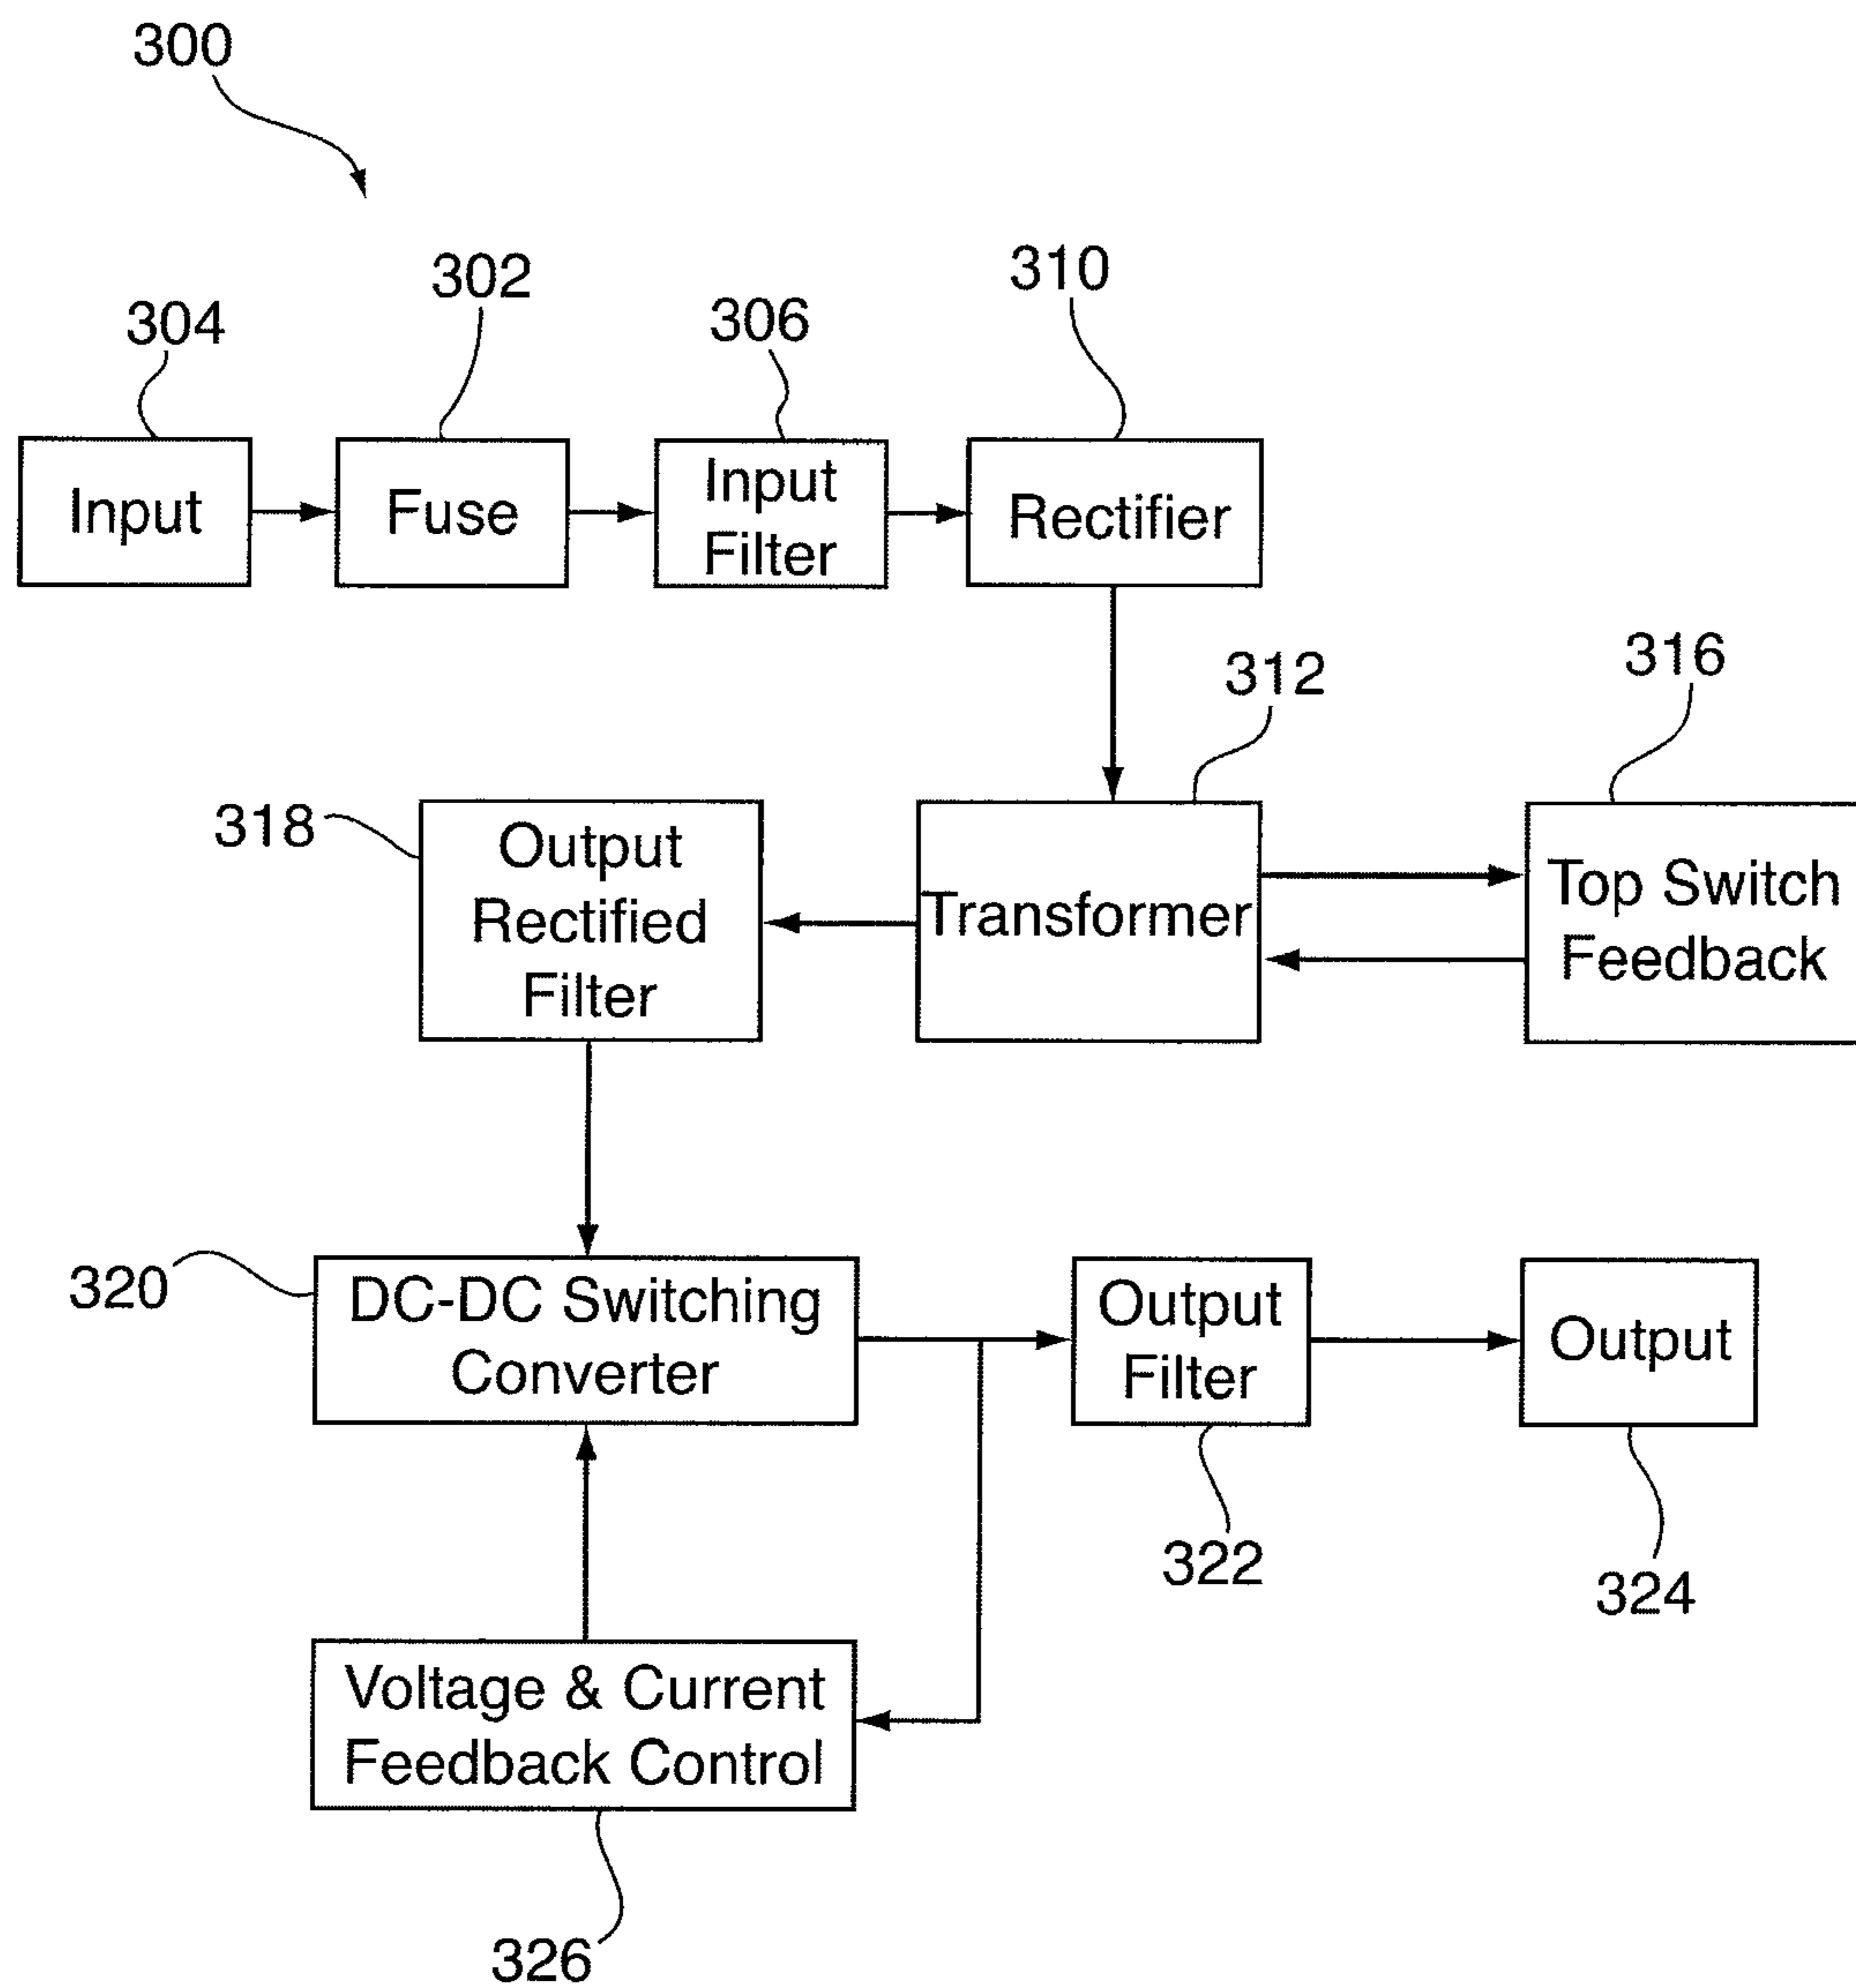 300
304
302
306
310
Input
Fuse
Input
Filter
Rectifier
312
316
318
Output
Rectified
Filter
Transformer
Top Switch
Feedback
320
DC-DC Switching
Converter
Output
Filter
Output
322
324
Voltage & Current
Feedback Control
326